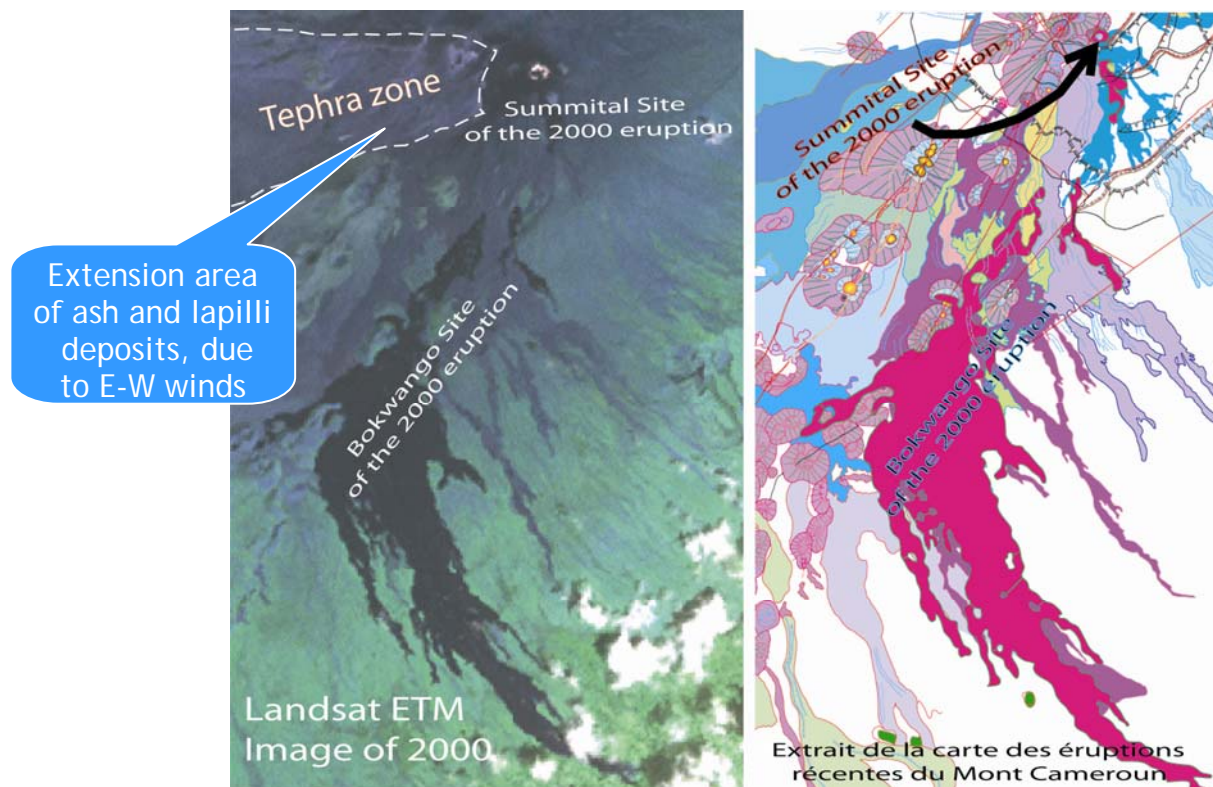 Tephra zone
Summital Site
of the 2000 eruption
Extension area
of ash and lapilli
deposits, due
to E-W winds
Bokwango Site
of the 2000 eruption
Landsat ETM
Image of 2000
Summital Site
of the 2000 eruption
Bokwango Site
of the 2000 eruption
Extrait de la carte des éruptions
récentes du Mont Cameroun